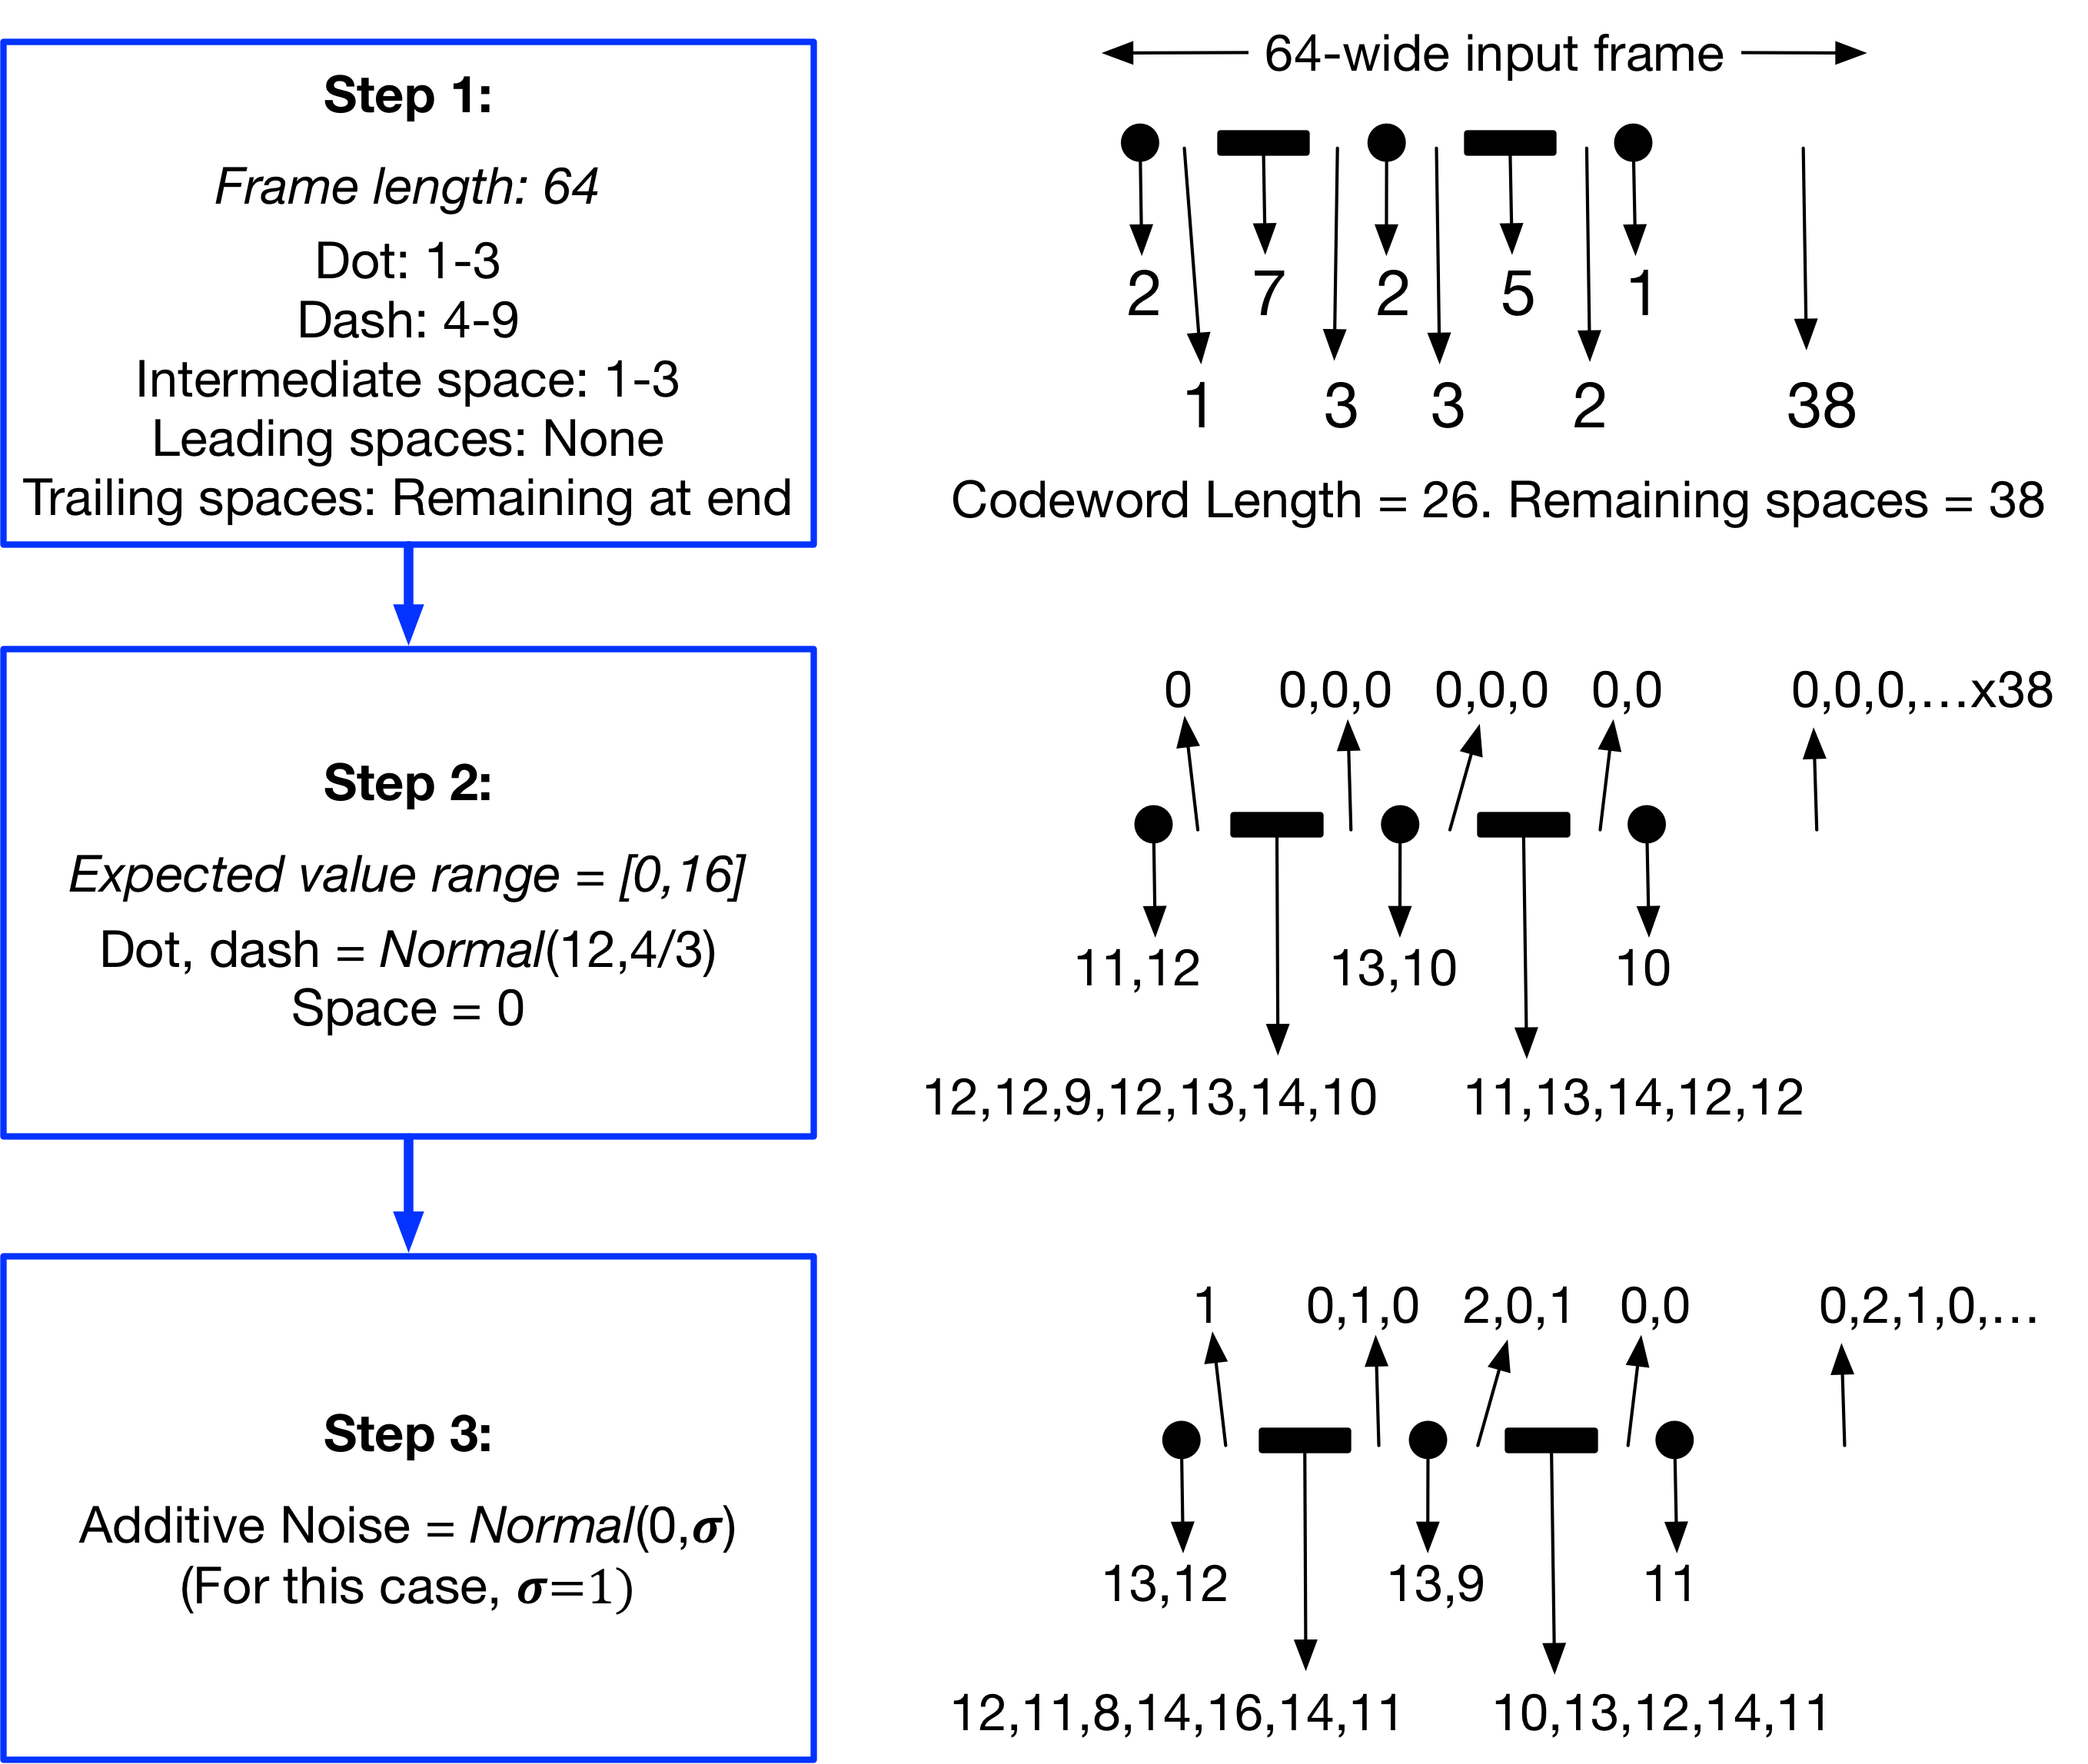 Step 1:
Frame length: 64
Dot: 1-3
Dash: 4-9
Intermediate space: 1-3
Leading spaces: None
Trailing spaces: Remaining at end
64-wide input frame
2 7 2 5 1
1 3 3 2 38
Codeword Length = 26. Remaining spaces = 38
Step 2:
Expected value range = [0,16]
Dot, dash = Normal(12,4/3)
Space = 0
0 0,0,0 0,0,0 0,0 0,0,0,...x38
11,12 13,10 10
12,12,9,12,13,14,10 11,13,14,12,12
Step 3:
Additive Noise = Normal(0,σ)
(For this case, σ=1)
1 0,1,0 2,0,1 0,0 0,2,1,0,...
13,12 13,9 11
12,11,8,14,16,14,11 10,13,12,14,11